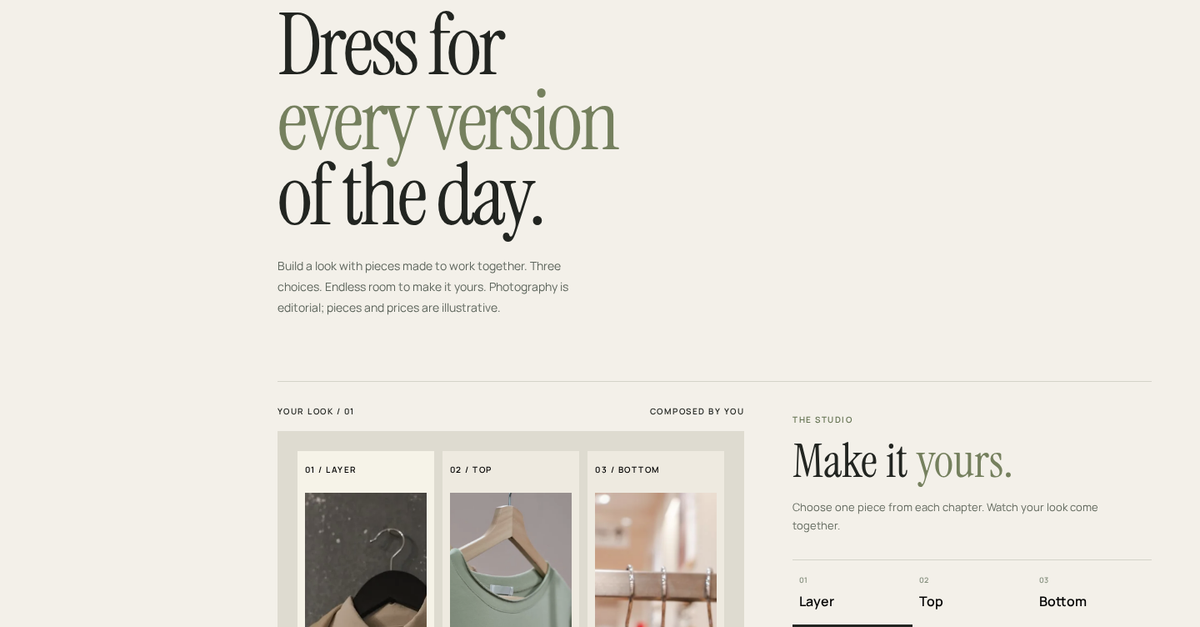 Dress for
every version
of the day.
Build a look with pieces made to work together. Three
choices. Endless room to make it yours. Photography is
editorial; pieces and prices are illustrative.
YOUR LOOK / 01
COMPOSED BY YOU
01 / LAYER
02 / TOP
03 / BOTTOM
THE STUDIO
Make it yours.
Choose one piece from each chapter. Watch your look come
together.
01
Layer
02
Top
03
Bottom